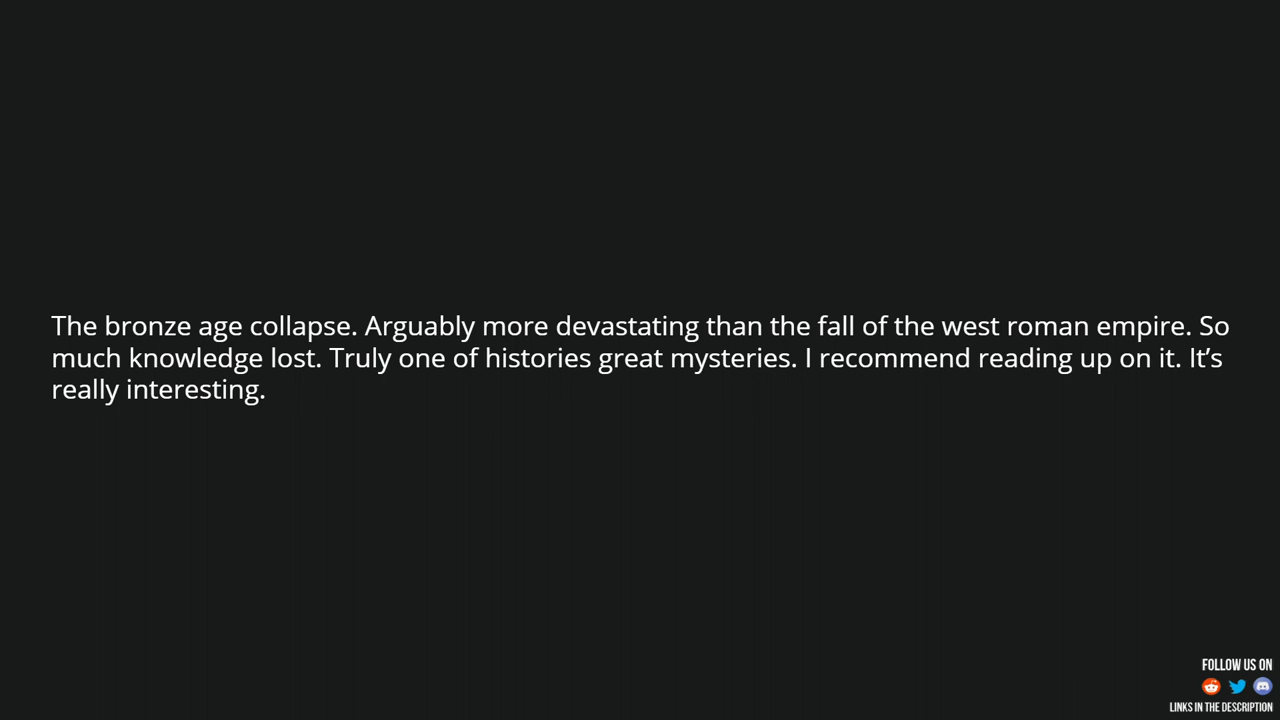 The bronze age collapse. Arguably more devastating than the fall of the west roman empire. So
much knowledge lost. Truly one of histories great mysteries. I recommend reading up on it. It’s
really interesting.
FOLLOW US ON
LINKS IN THE DESCRIPTION